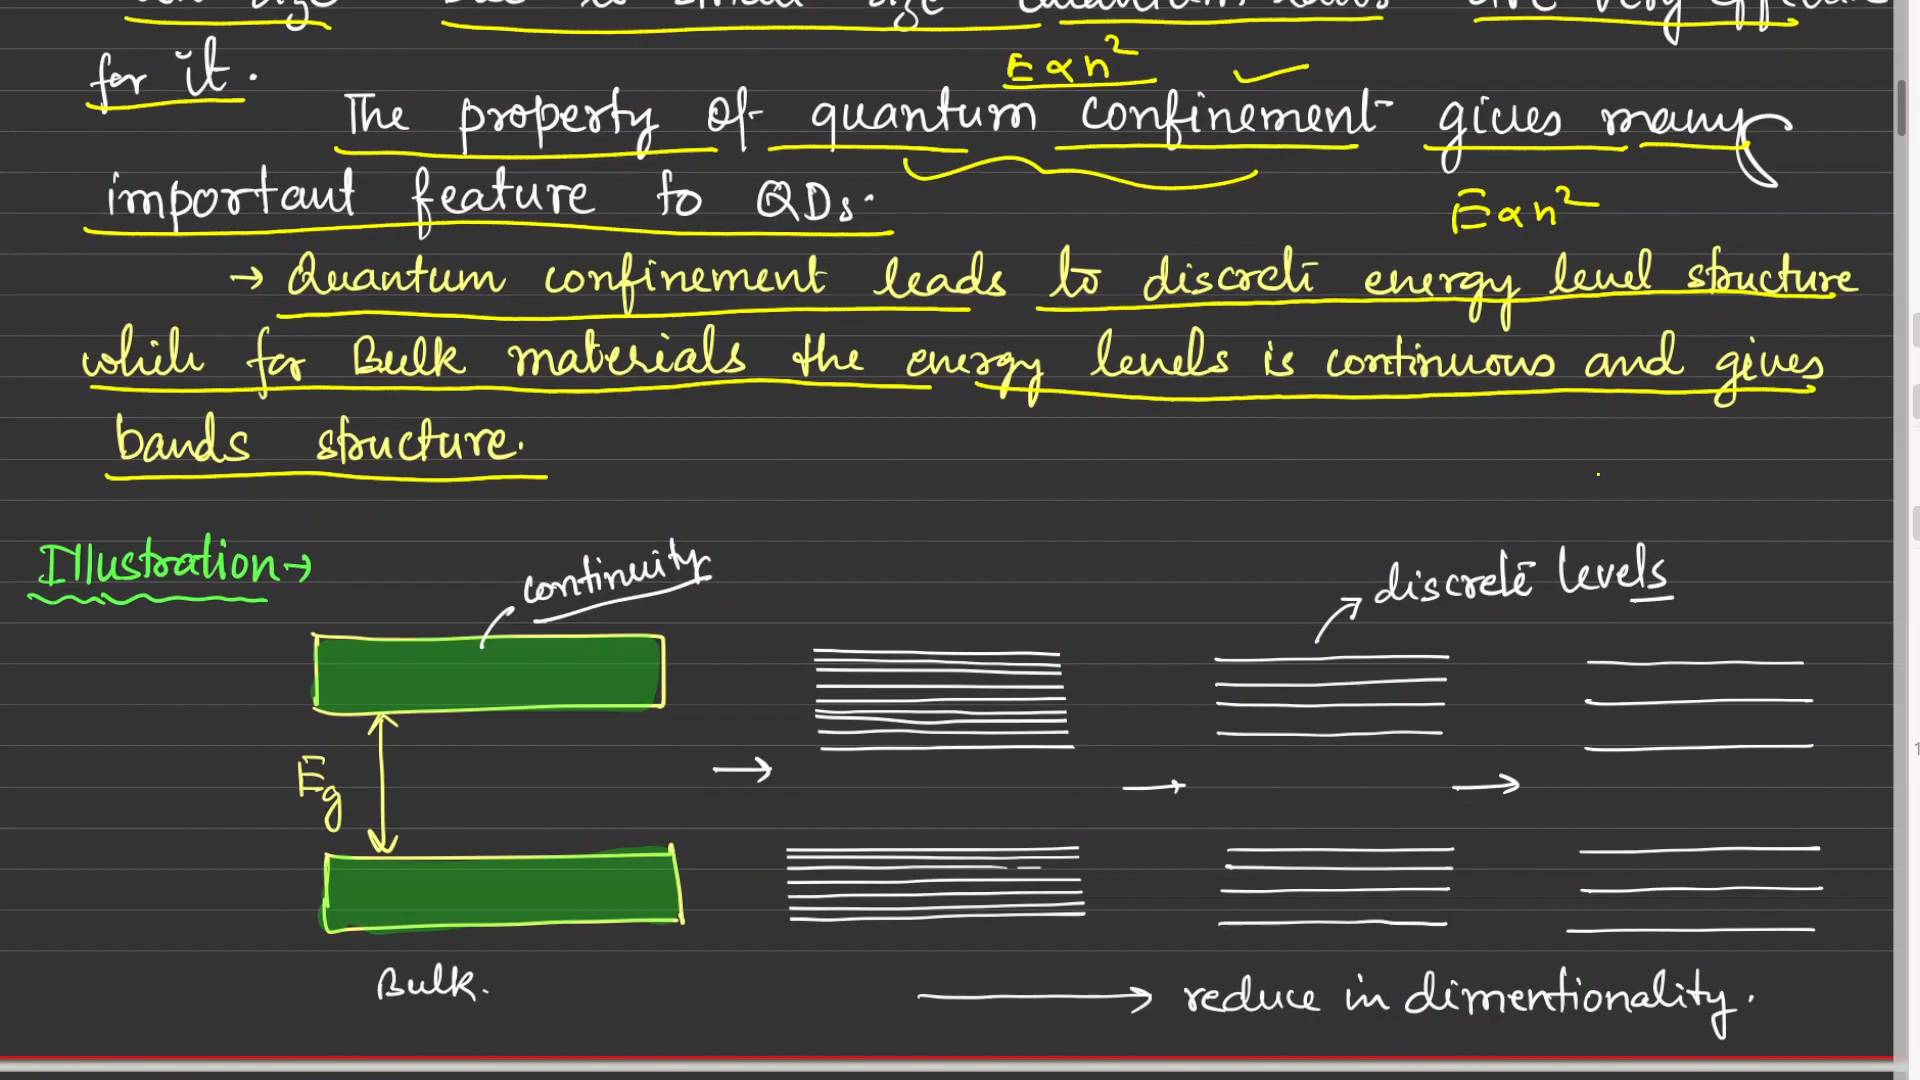 for it.
E ∝ n²
The property of quantum confinement gives many
important feature to QDs.
E ∝ n²
→ Quantum confinement leads to discrete energy level structure
while for Bulk materials the energy levels is continuous and gives
bands structure.
Illustration →
continuity
discrete levels
Eg
Bulk.
→ reduce in dimentionality.